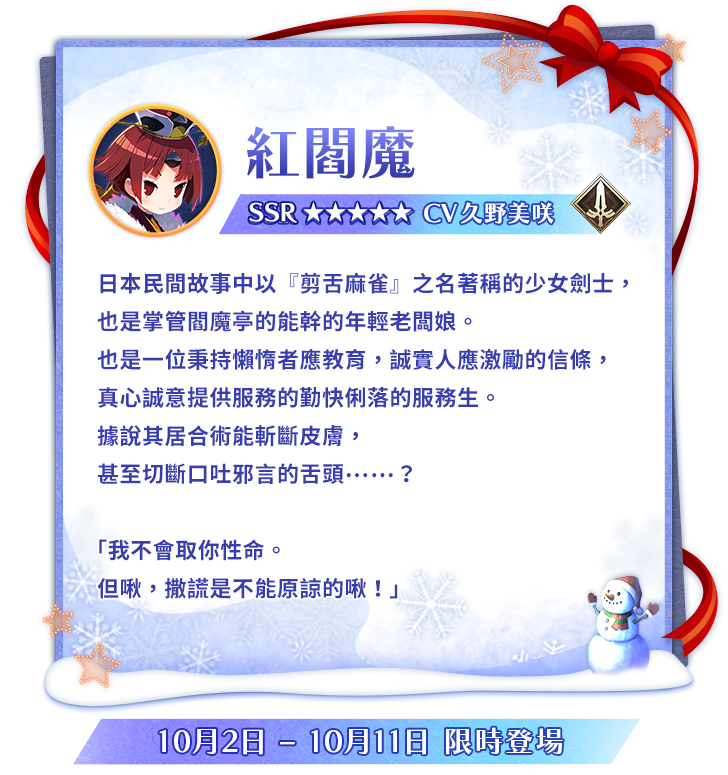 紅閻魔
SSR ★★★★★ CV久野美咲
日本民間故事中以『剪舌麻雀』之名著稱的少女劍士，
也是掌管閻魔亭的能幹的年輕老闆娘。
也是一位秉持懶惰者應教育，誠實人應激勵的信條，
真心誠意提供服務的勤快俐落的服務生。
據說其居合術能斬斷皮膚，
甚至切斷口吐邪言的舌頭⋯⋯？
「我不會取你性命。
但啾，撒謊是不能原諒的啾！」
10月2日 – 10月11日 限時登場